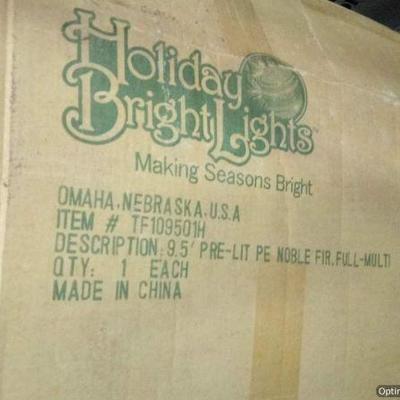 Holiday
Bright Lights™
Making Seasons Bright
OMAHA, NEBRASKA, U.S.A
ITEM # TF109501H
DESCRIPTION: 9.5' PRE-LIT PE NOBLE FIR, FULL-MULTI
QTY: 1 EACH
MADE IN CHINA